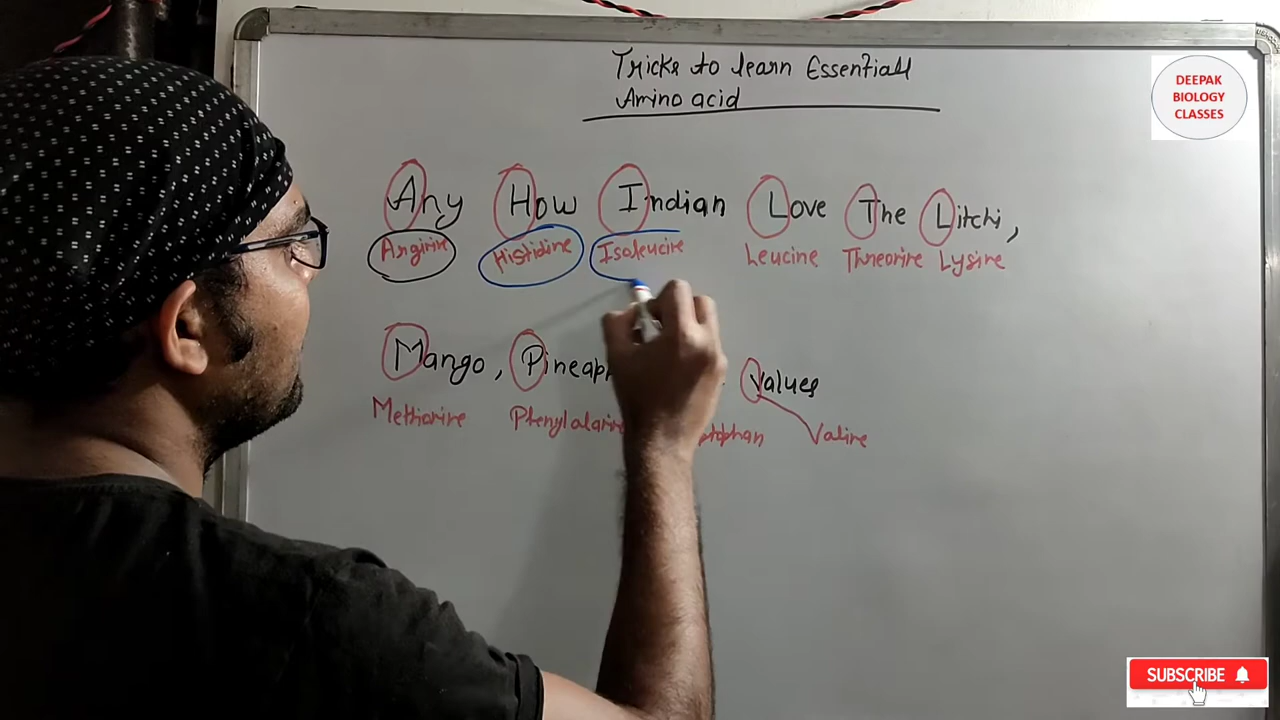 Tricks to learn Essentiall
Amino acid
DEEPAK
BIOLOGY
CLASSES
Any How Indian Love The Litchi,
Arginine Histidine Isoleucine Leucine Threonine Lysine
Mango, Pineapp Values
Methionine Phenylalanine ptophan Valine
SUBSCRIBE